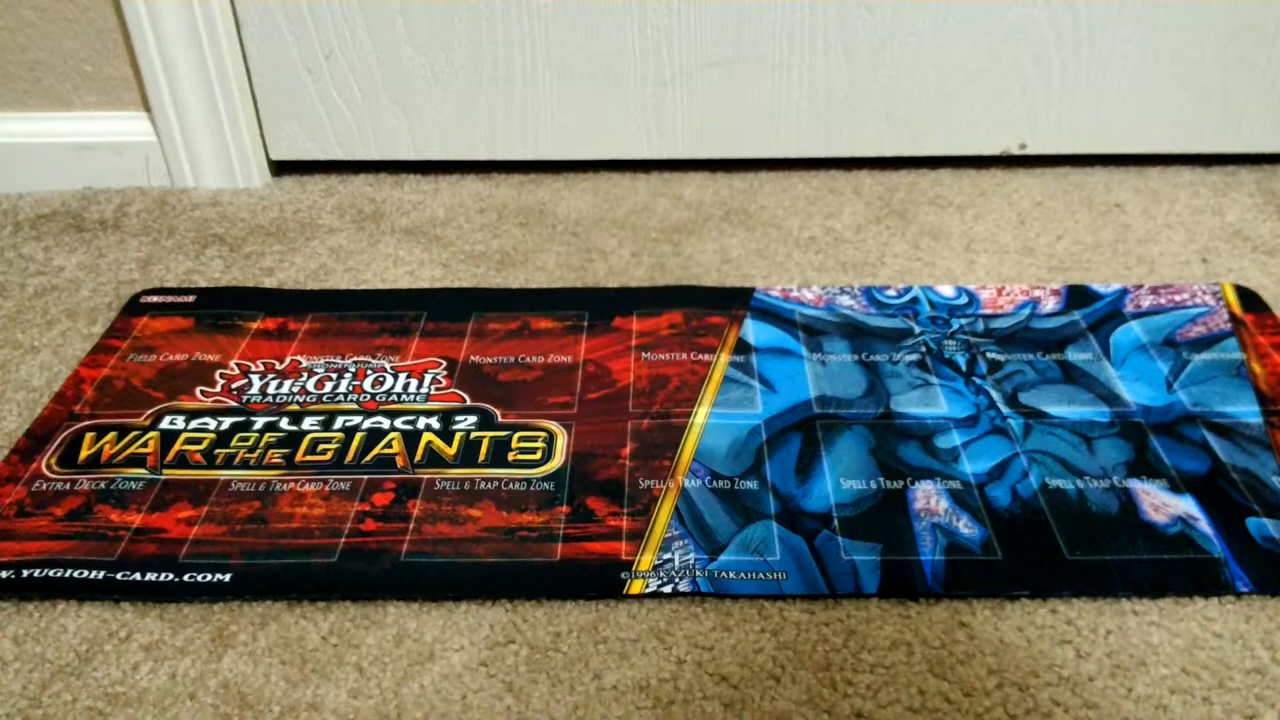 KONAMI
FIELD CARD ZONE
MONSTER CARD ZONE
MONSTER CARD ZONE
MONSTER CARD ZONE
MONSTER CARD ZONE
MONSTER CARD ZONE
GRAVEYARD
SHONEN JUMP
Yu-Gi-Oh!
TRADING CARD GAME
BATTLE PACK 2
WAR OF THE GIANTS
EXTRA DECK ZONE
SPELL & TRAP CARD ZONE
SPELL & TRAP CARD ZONE
SPELL & TRAP CARD ZONE
SPELL & TRAP CARD ZONE
SPELL & TRAP CARD ZONE
W.YUGIOH-CARD.COM
©1996 KAZUKI TAKAHASHI